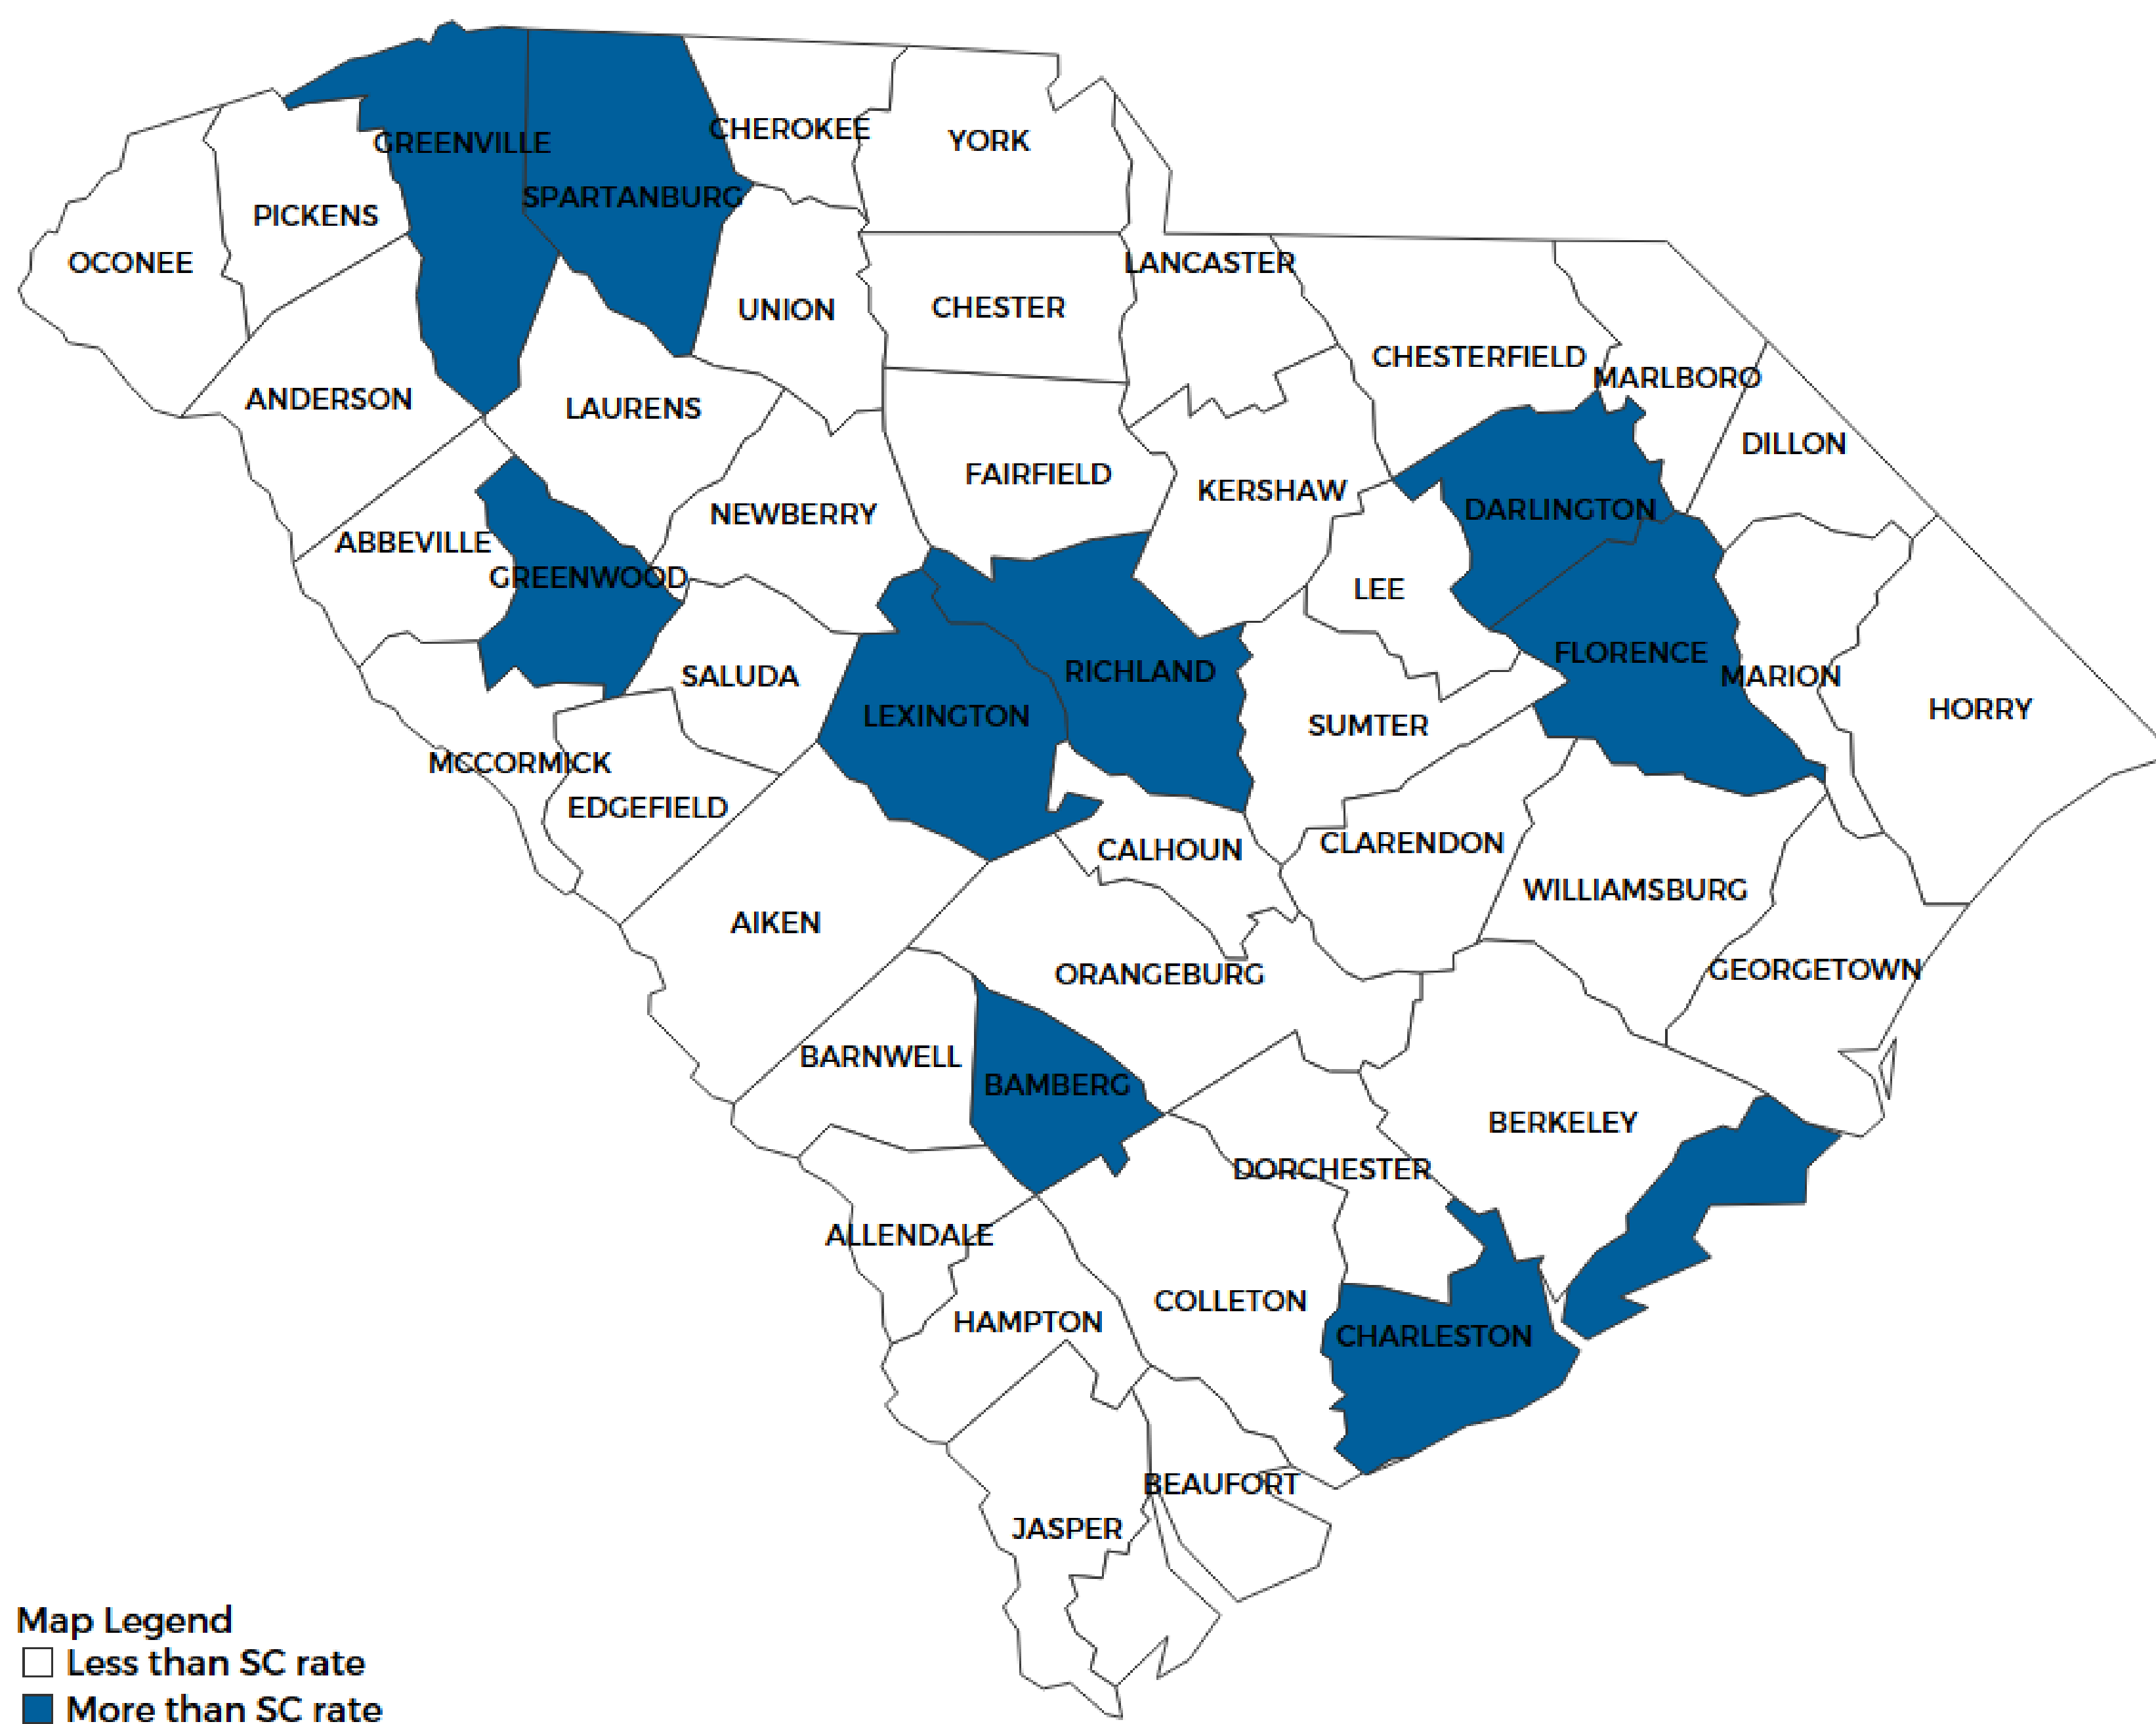 CHEROKEE
YORK
GREENVILLE
SPARTANBURG
PICKENS
OCONEE
LANCASTER
UNION
CHESTER
CHESTERFIELD
MARLBORO
ANDERSON
LAURENS
DILLON
FAIRFIELD
KERSHAW
NEWBERRY
DARLINGTON
ABBEVILLE
GREENWOOD
LEE
FLORENCE
RICHLAND
SALUDA
MARION
LEXINGTON
HORRY
SUMTER
MCCORMICK
EDGEFIELD
CALHOUN
CLARENDON
WILLIAMSBURG
AIKEN
ORANGEBURG
GEORGETOWN
BARNWELL
BAMBERG
BERKELEY
DORCHESTER
ALLENDALE
COLLETON
HAMPTON
CHARLESTON
BEAUFORT
JASPER
Map Legend
Less than SC rate
More than SC rate